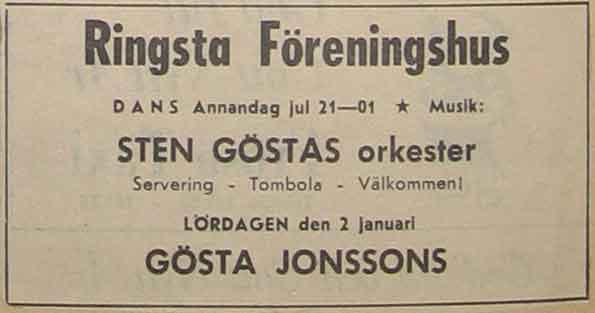 Ringsta Föreningshus
DANS Annandag jul 21—01 ★ Musik:
STEN GÖSTAS orkester
Servering - Tombola - Välkommen!
LÖRDAGEN den 2 januari
GÖSTA JONSSONS